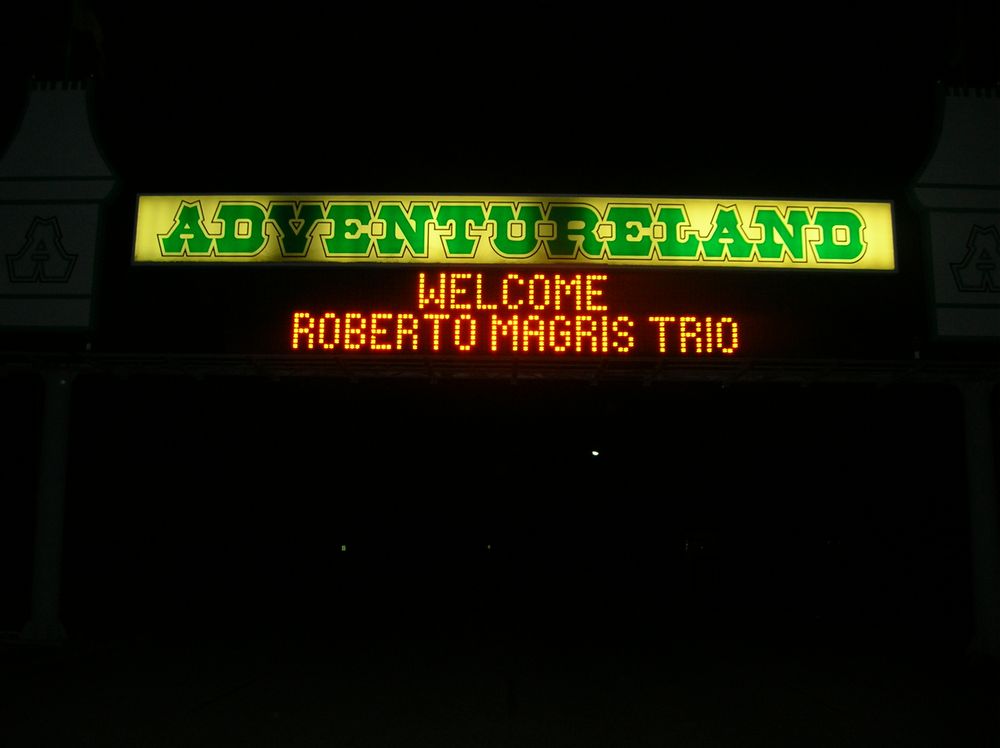 ADVENTURELAND
WELCOME
ROBERTO MAGRIS TRIO
A
A